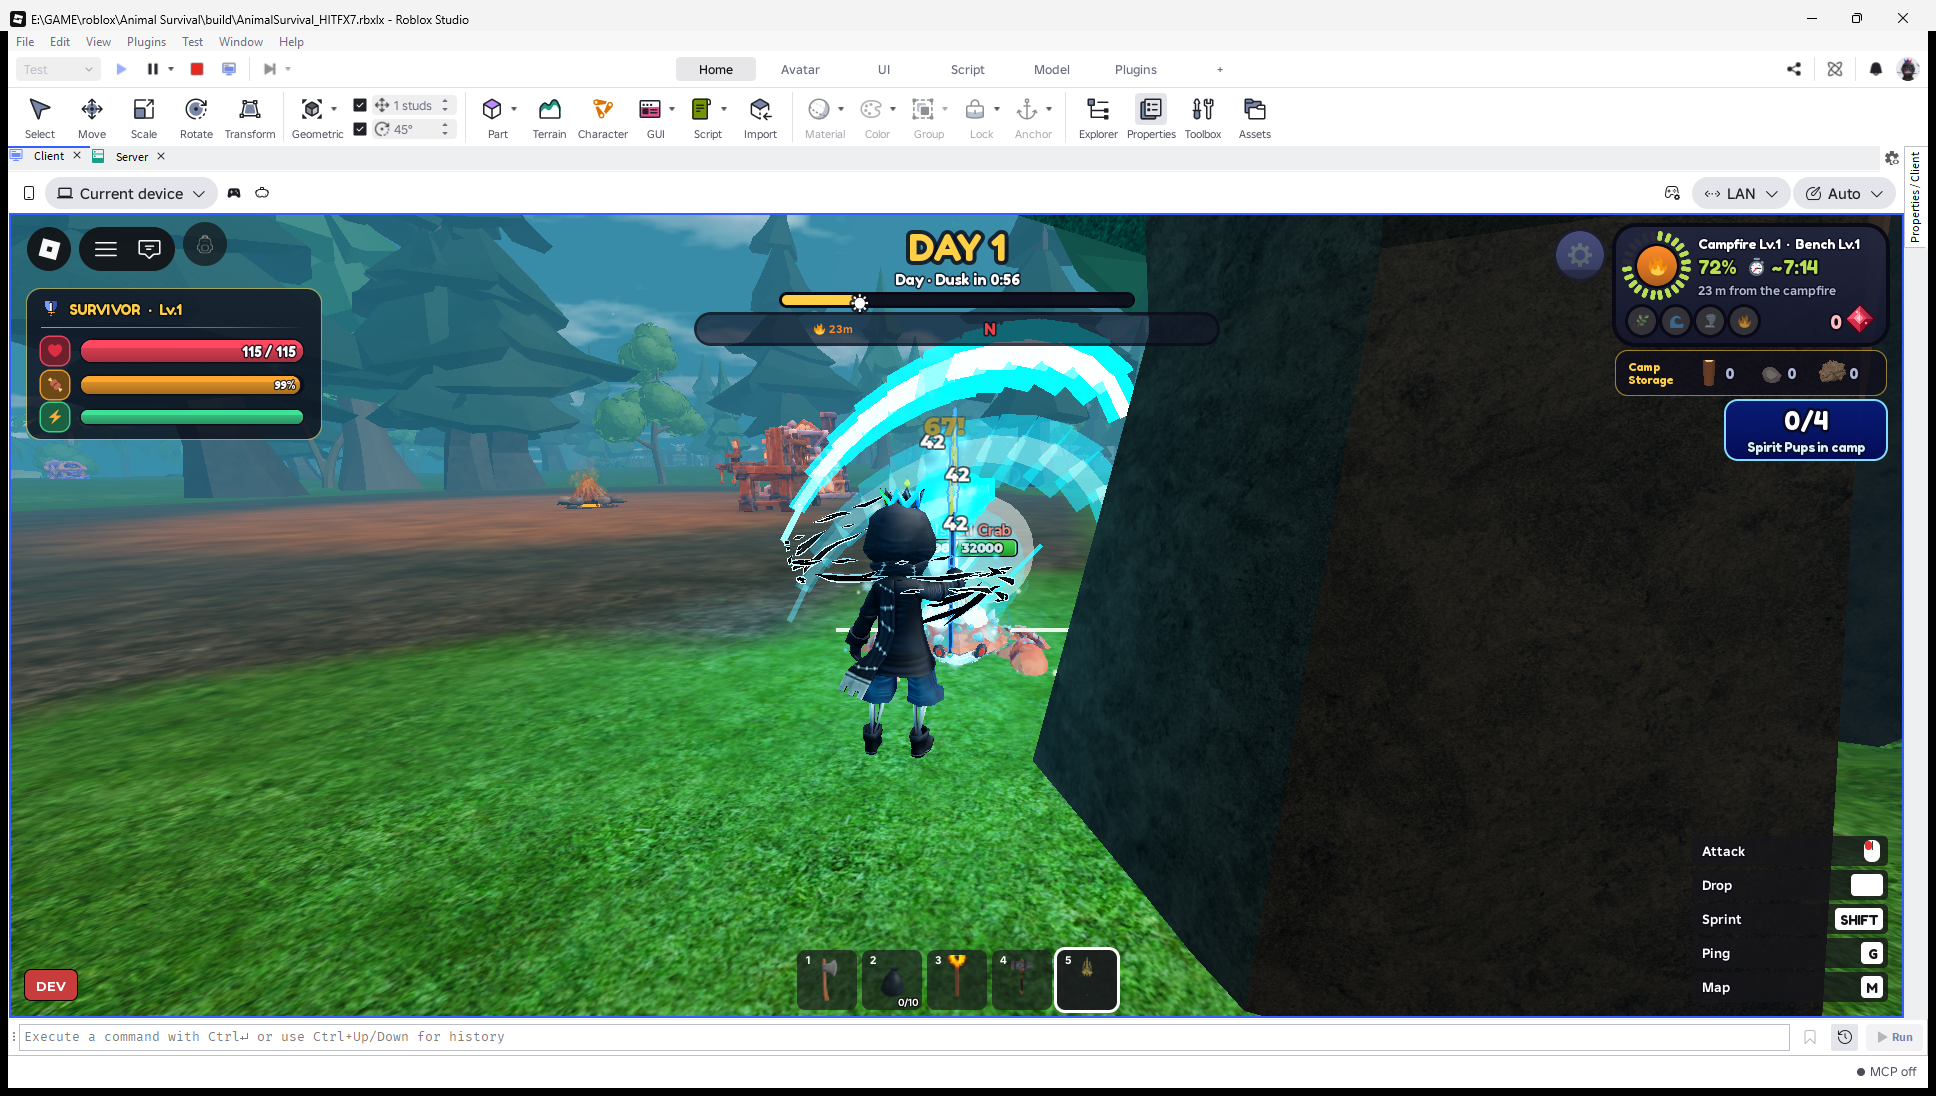 E:\GAME\roblox\Animal Survival\build\AnimalSurvival_HITFX7.rbxlx - Roblox Studio
File Edit View Plugins Test Window Help
Test
Home Avatar UI Script Model Plugins +
1 studs
45°
Select Move Scale Rotate Transform Geometric Part Terrain Character GUI Script Import Material Color Group Lock Anchor Explorer Properties Toolbox Assets
Client Server
Properties / Client
Current device
LAN
Auto
DAY 1
Day · Dusk in 0:56
23m
N
SURVIVOR · Lv.1
115 / 115
99%
Campfire Lv.1 · Bench Lv.1
72% ~7:14
23 m from the campfire
0
Camp Storage
0 0 0
0/4
Spirit Pups in camp
67!
42
42
42
Crab
32000
Attack
Drop
Sprint SHIFT
Ping G
Map M
DEV
1 2 3 4 5
0/10
Execute a command with Ctrl↵ or use Ctrl+Up/Down for history
Run
MCP off